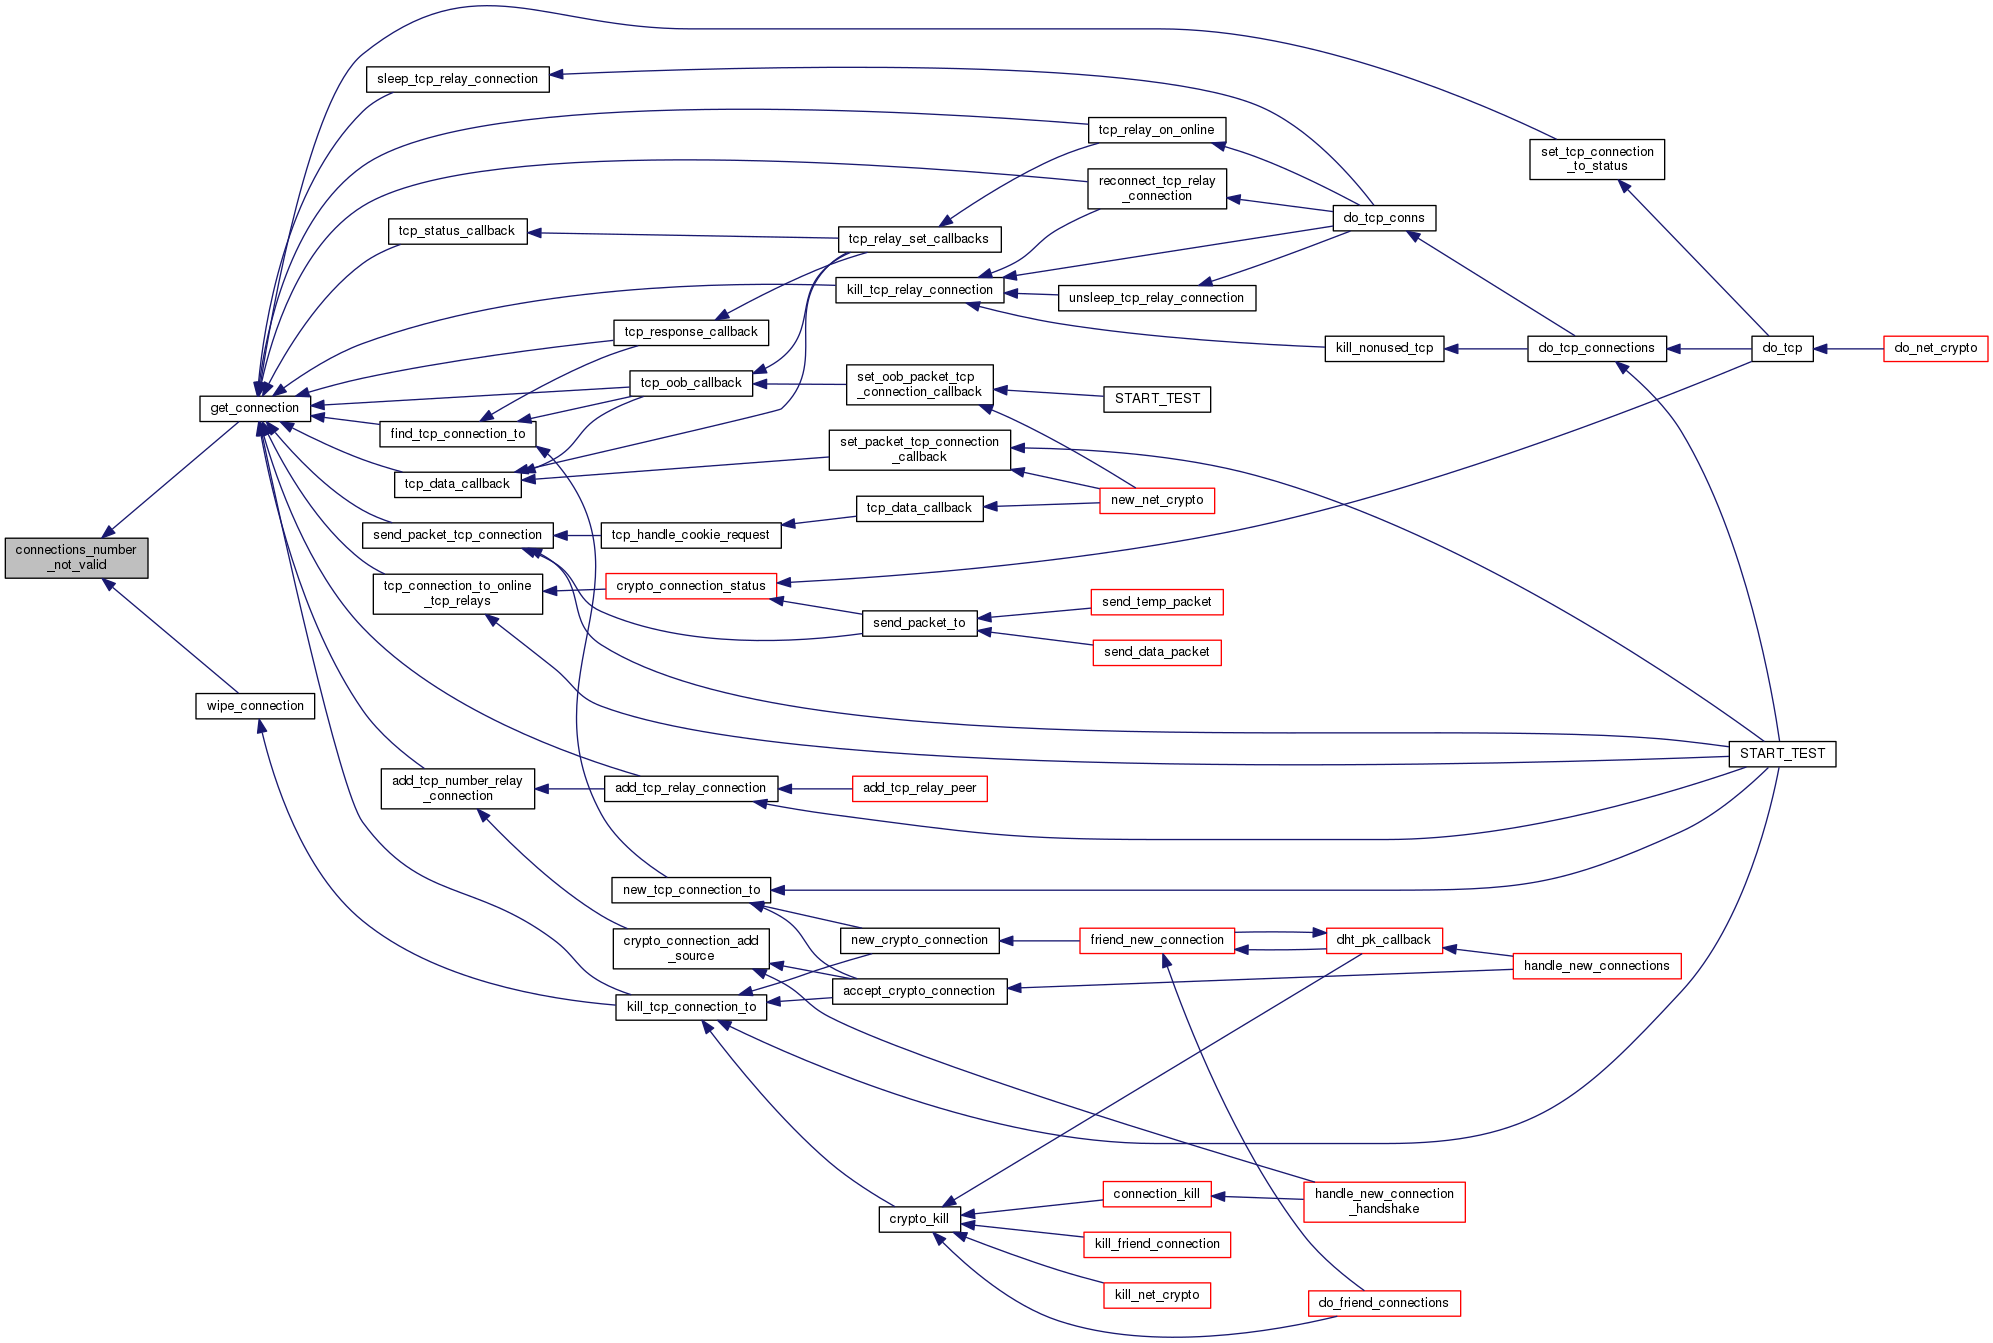 sleep_tcp_relay_connection
tcp_relay_on_online
set_tcp_connection
_to_status
reconnect_tcp_relay
_connection
do_tcp_conns
tcp_status_callback
tcp_relay_set_callbacks
kill_tcp_relay_connection
unsleep_tcp_relay_connection
tcp_response_callback
kill_nonused_tcp
do_tcp_connections
do_tcp
do_net_crypto
tcp_oob_callback
set_oob_packet_tcp
_connection_callback
START_TEST
get_connection
find_tcp_connection_to
set_packet_tcp_connection
_callback
tcp_data_callback
new_net_crypto
tcp_data_callback
send_packet_tcp_connection
tcp_handle_cookie_request
connections_number
_not_valid
tcp_connection_to_online
_tcp_relays
crypto_connection_status
send_temp_packet
send_packet_to
send_data_packet
wipe_connection
START_TEST
add_tcp_number_relay
_connection
add_tcp_relay_connection
add_tcp_relay_peer
new_tcp_connection_to
crypto_connection_add
_source
new_crypto_connection
friend_new_connection
dht_pk_callback
handle_new_connections
accept_crypto_connection
kill_tcp_connection_to
connection_kill
handle_new_connection
_handshake
crypto_kill
kill_friend_connection
kill_net_crypto
do_friend_connections